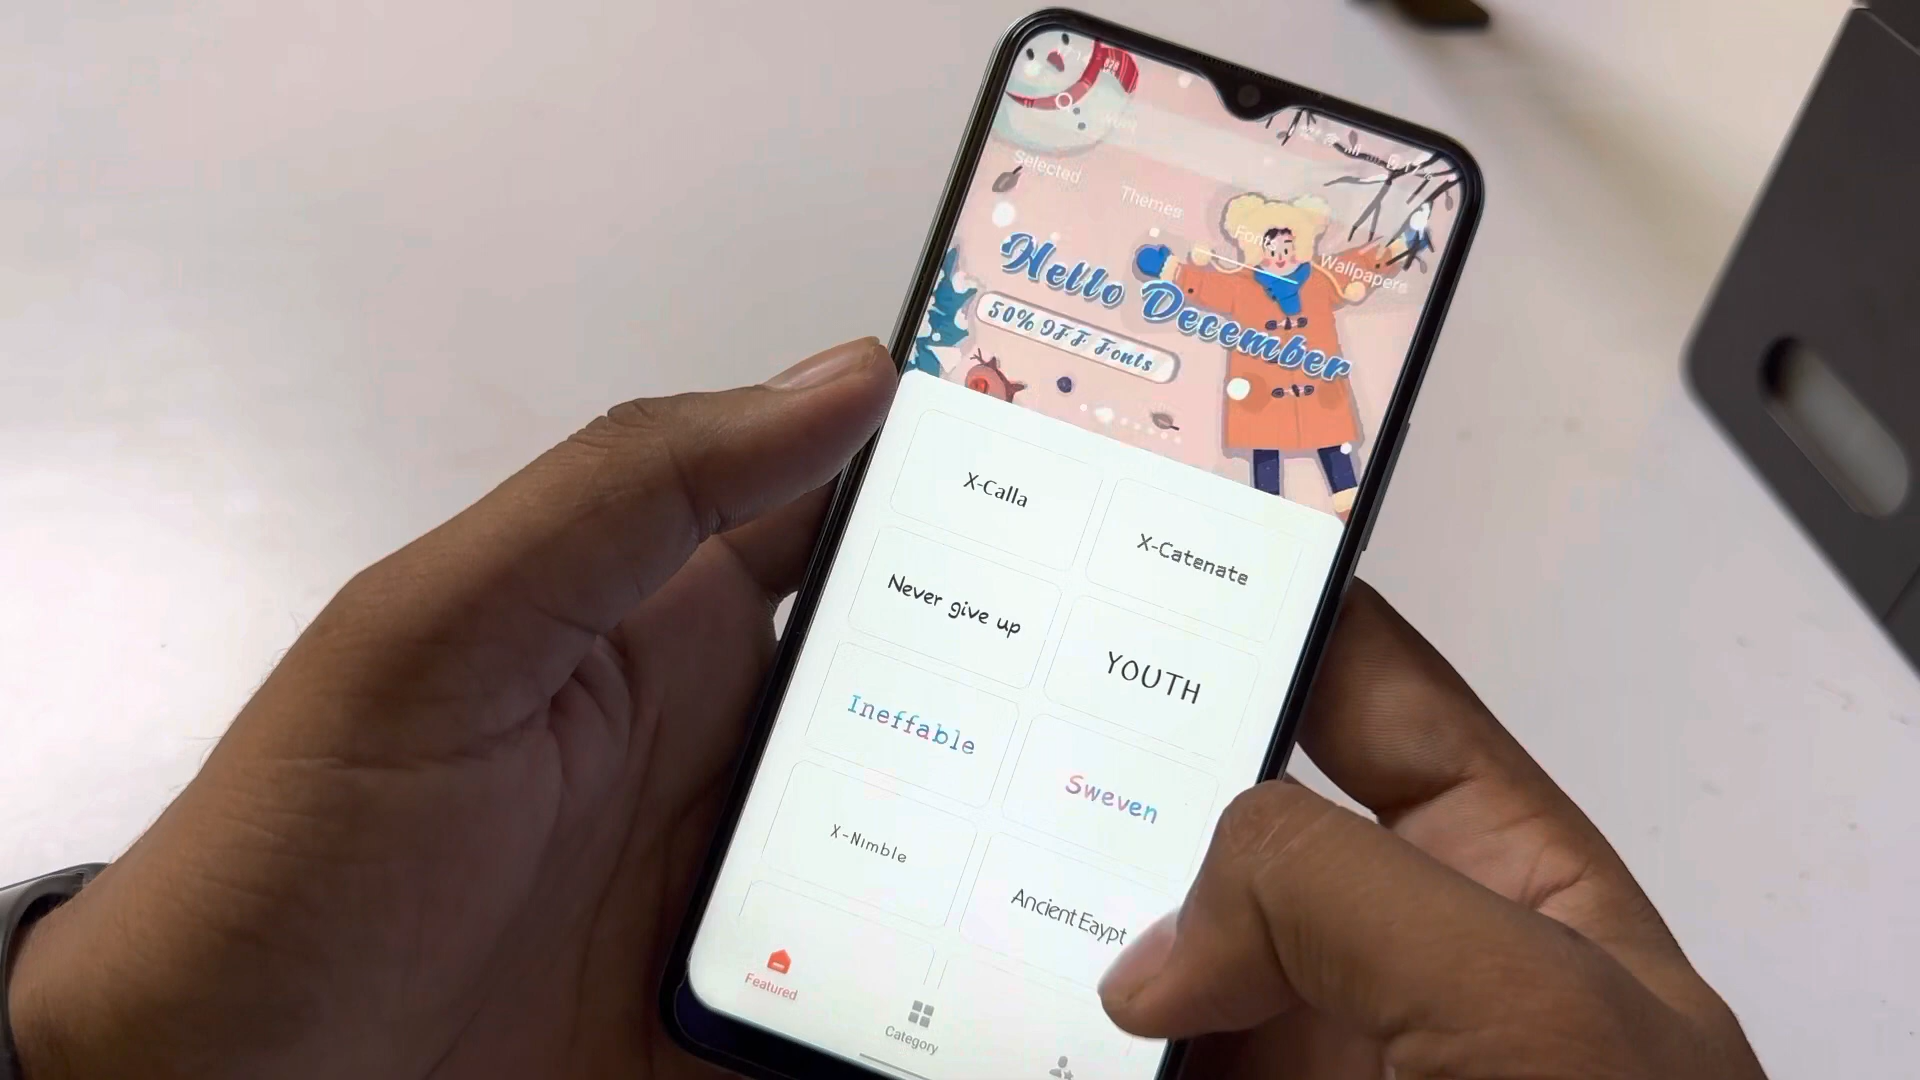 Selected
Themes
Fonts
Wallpapers
Hello December
50% OFF Fonts
X-Calla
X-Catenate
Never give up
YOUTH
Ineffable
Sweven
X-Nimble
Ancient Eaypt
Featured
Category